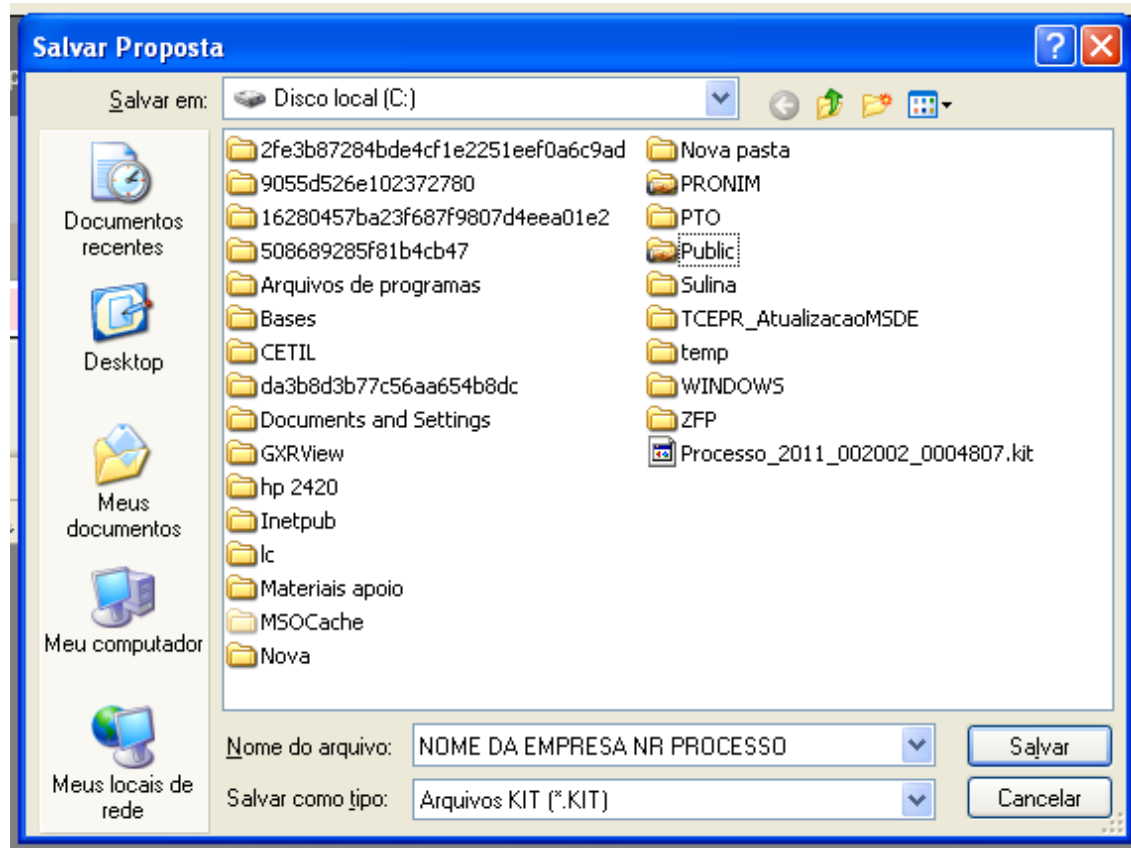 Salvar Proposta
Salvar em:
Disco local (C:)
Documentos
recentes
Desktop
Meus
documentos
Meu computador
Meus locais de
rede
2fe3b87284bde4cf1e2251eef0a6c9ad
9055d526e102372780
16280457ba23f687f9807d4eea01e2
508689285f81b4cb47
Arquivos de programas
Bases
CETIL
da3b8d3b77c56aa654b8dc
Documents and Settings
GXRView
hp 2420
Inetpub
lc
Materiais apoio
MSOCache
Nova
Nova pasta
PRONIM
PTO
Public
Sulina
TCEPR_AtualizacaoMSDE
temp
WINDOWS
ZFP
Processo_2011_002002_0004807.kit
Nome do arquivo:
NOME DA EMPRESA NR PROCESSO
Salvar
Salvar como tipo:
Arquivos KIT (*.KIT)
Cancelar